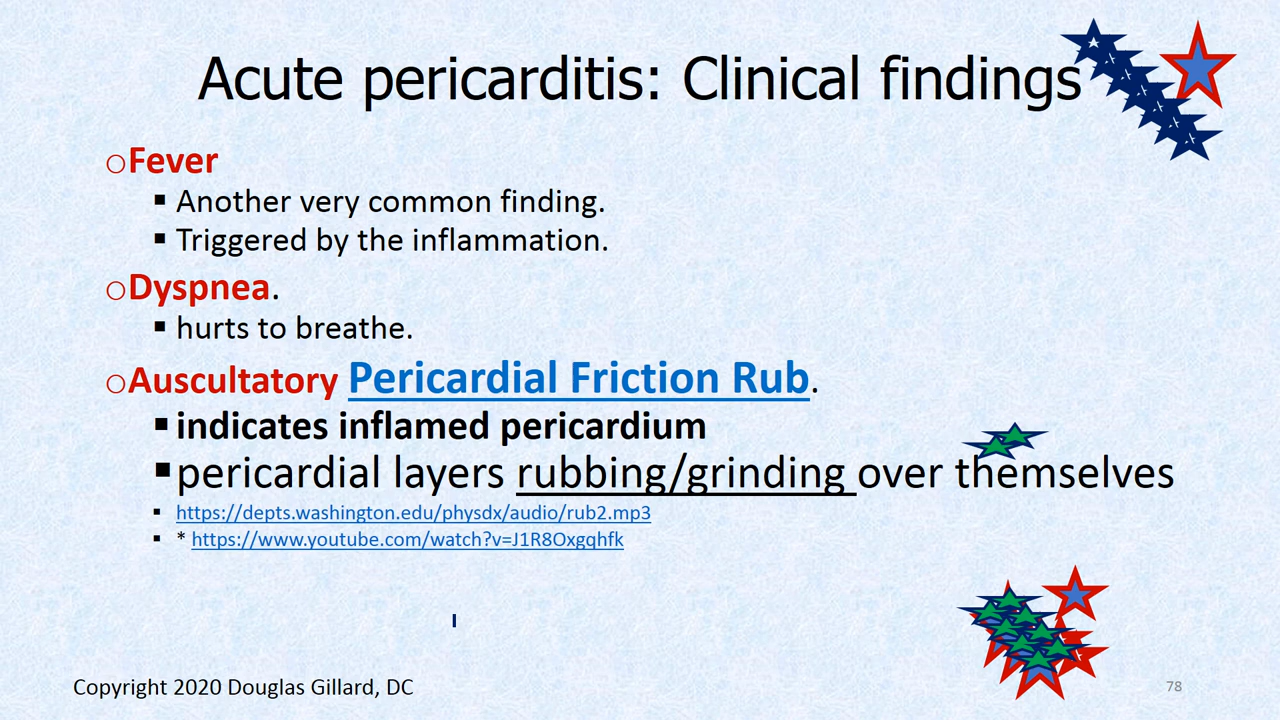 Acute pericarditis: Clinical findings
Fever
Another very common finding.
Triggered by the inflammation.
Dyspnea.
hurts to breathe.
Auscultatory Pericardial Friction Rub.
indicates inflamed pericardium
pericardial layers rubbing/grinding over themselves
https://depts.washington.edu/physdx/audio/rub2.mp3
* https://www.youtube.com/watch?v=J1R8Oxgqhfk
Copyright 2020 Douglas Gillard, DC
78